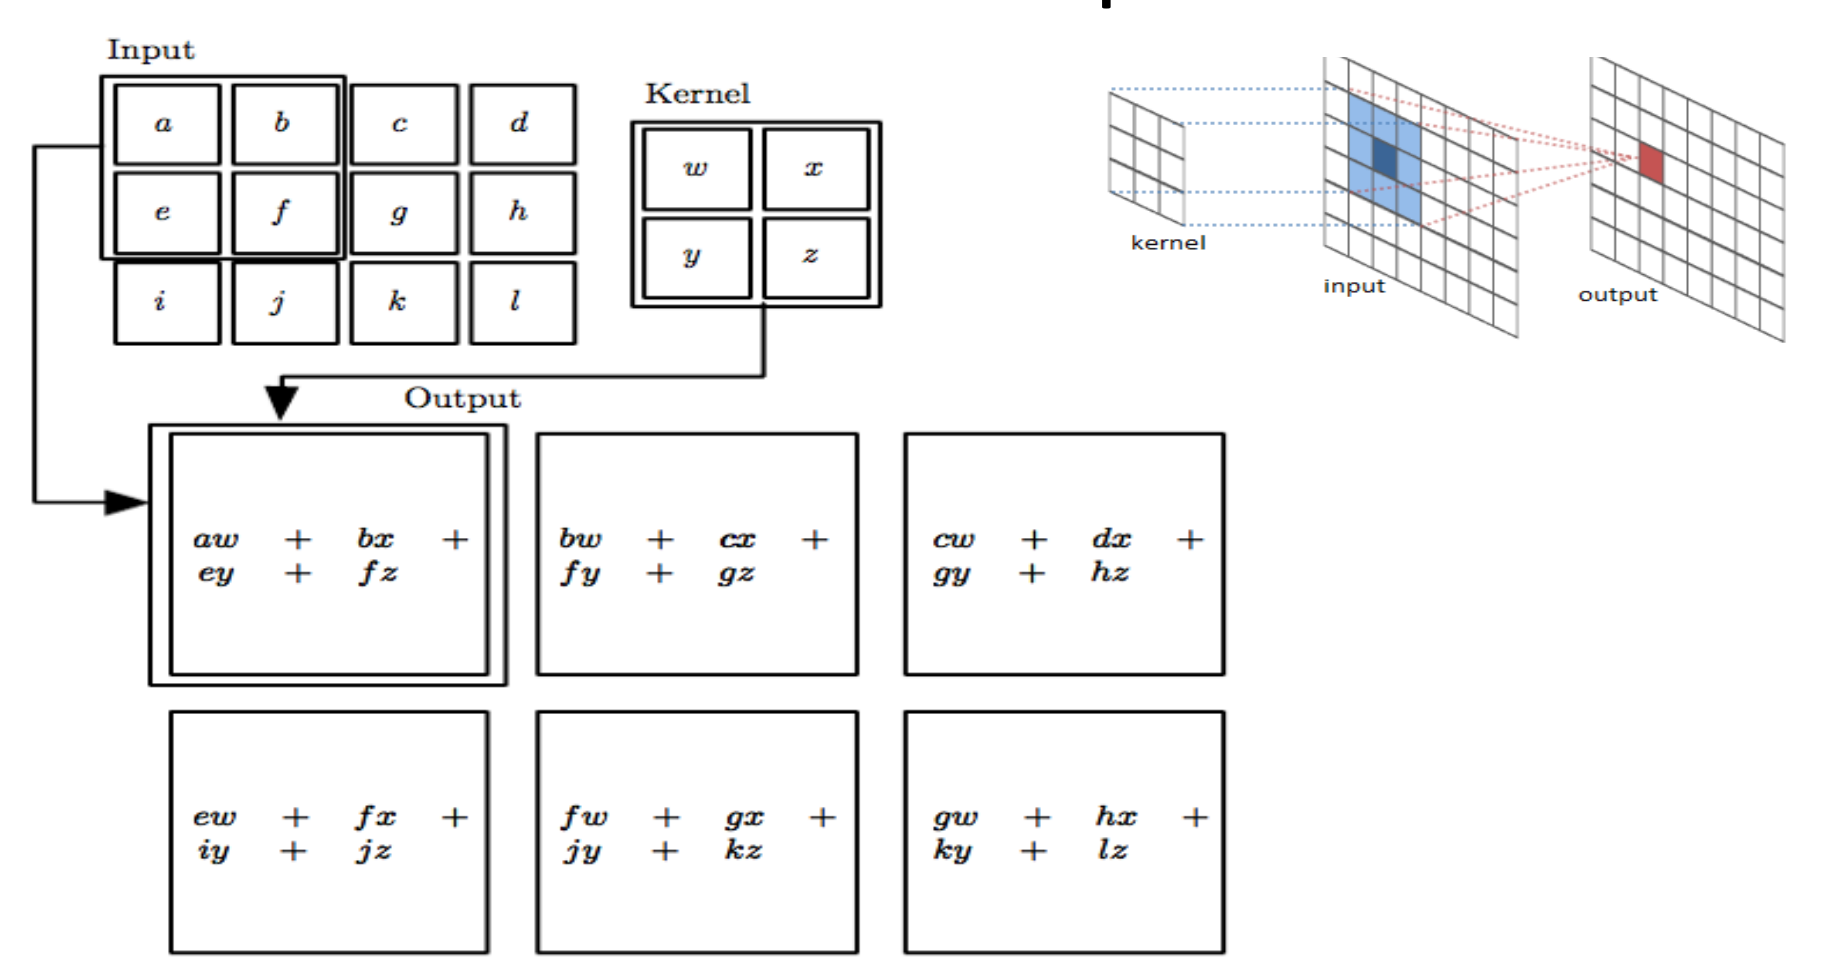 Input
a b c d
e f g h
i j k l
Kernel
w x
y z
kernel
input
output
Output
aw + bx +
ey + fz
bw + cx +
fy + gz
cw + dx +
gy + hz
ew + fx +
iy + jz
fw + gx +
jy + kz
gw + hx +
ky + lz